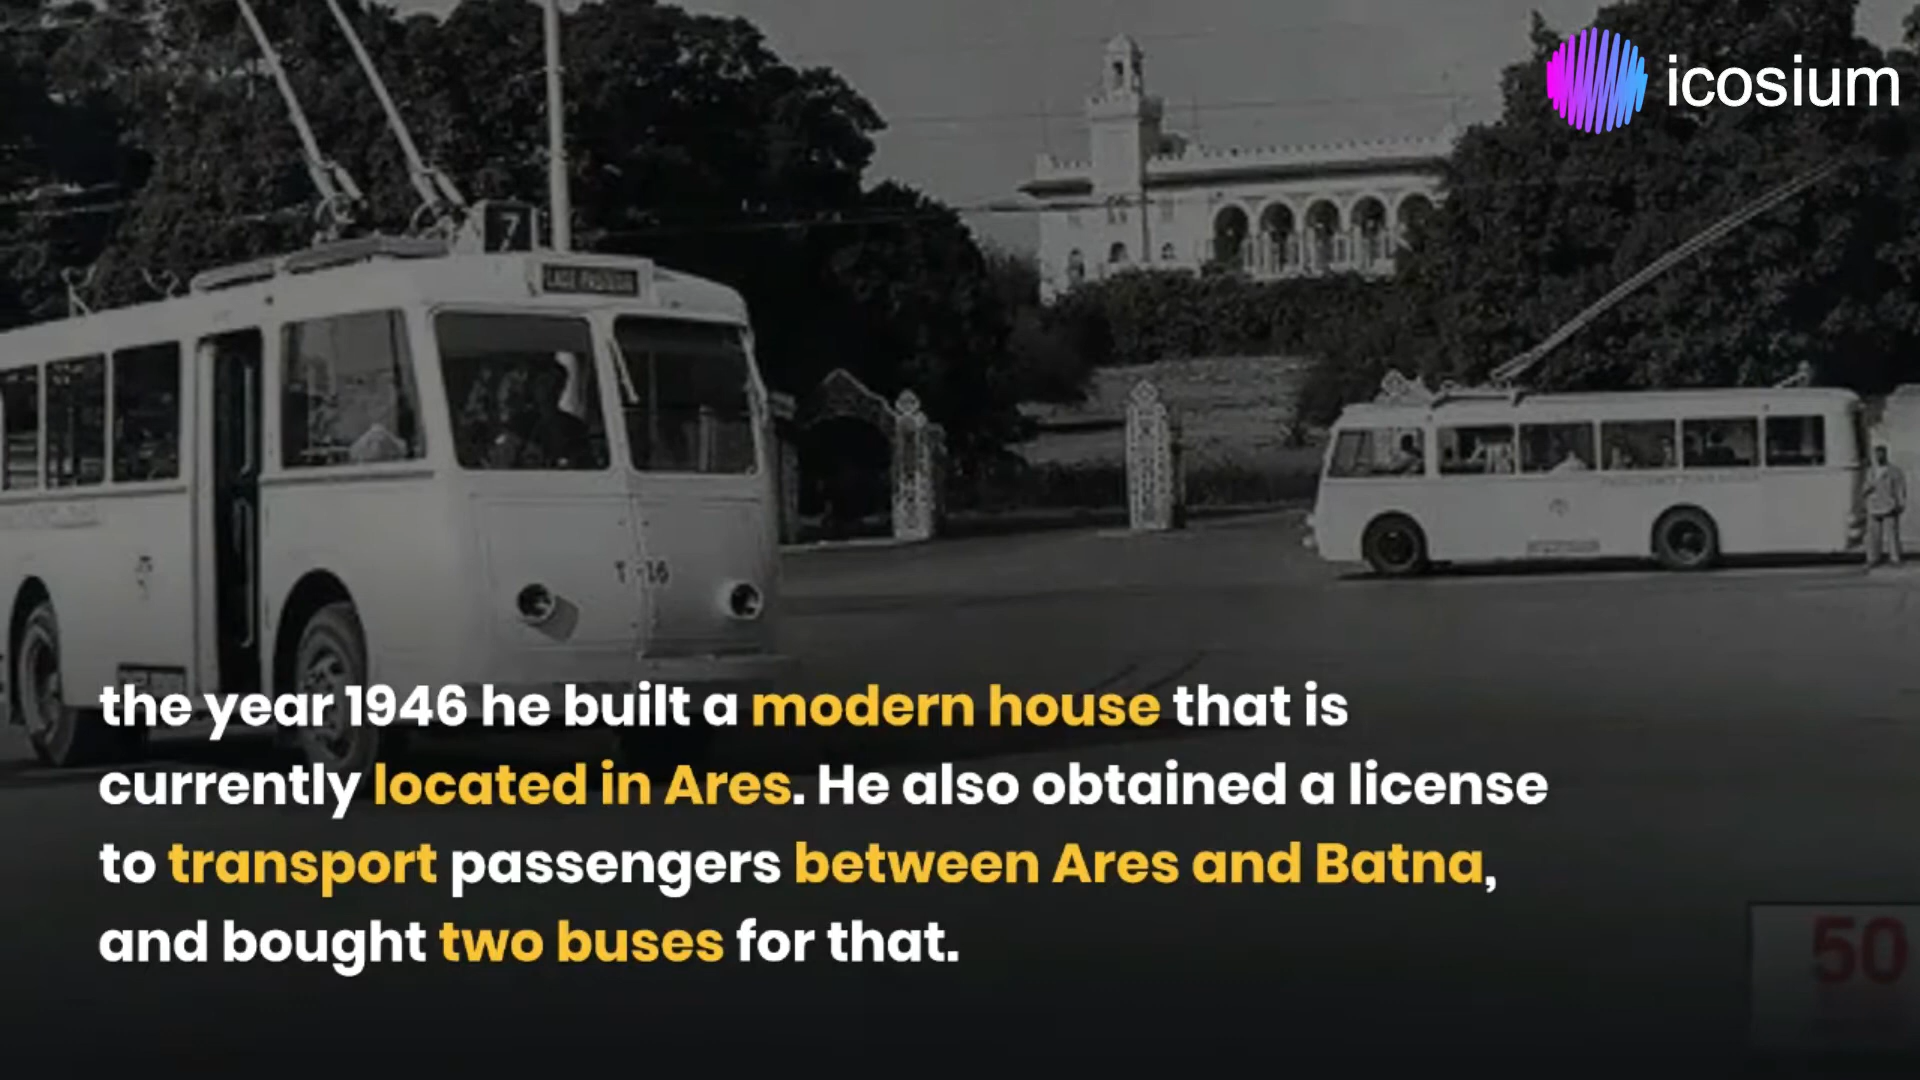 icosium
7
T-16
the year 1946 he built a modern house that is
currently located in Ares. He also obtained a license
to transport passengers between Ares and Batna,
and bought two buses for that.
50